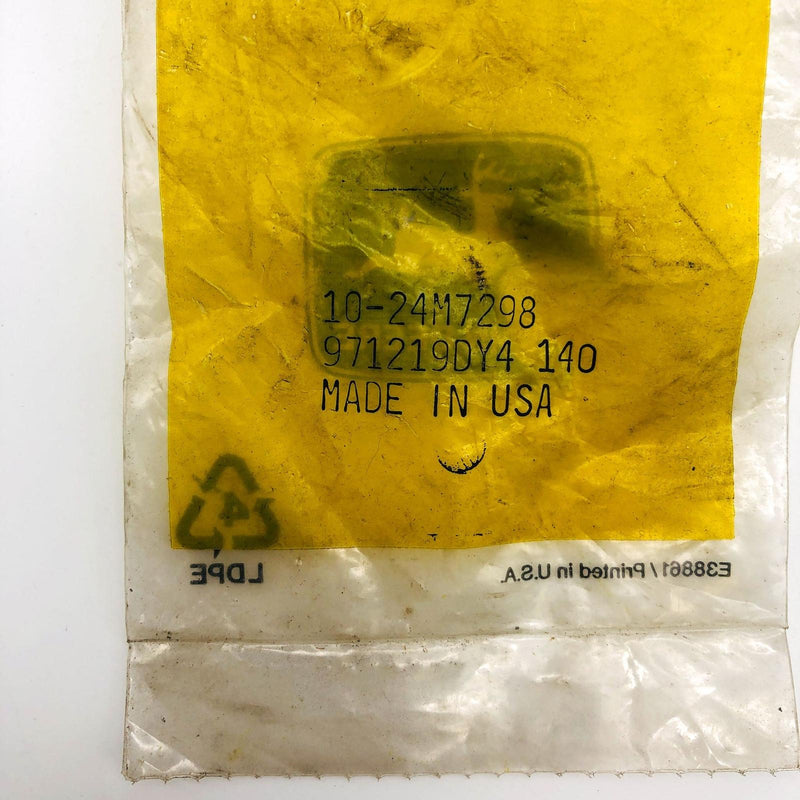 10-24M7298
971219DY4 140
MADE IN USA
4
LDPE
E38861 / Printed in U.S.A.